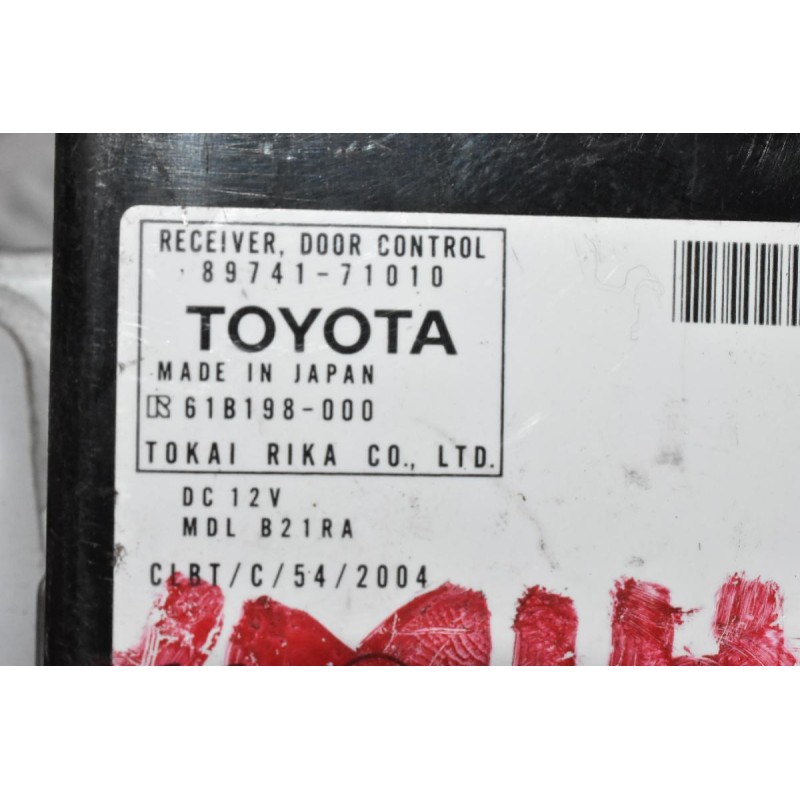 RECEIVER, DOOR CONTROL
89741-71010
TOYOTA
MADE IN JAPAN
R 61B198-000
TOKAI RIKA CO., LTD.
DC 12V
MDL B21RA
CLBT/C/54/2004